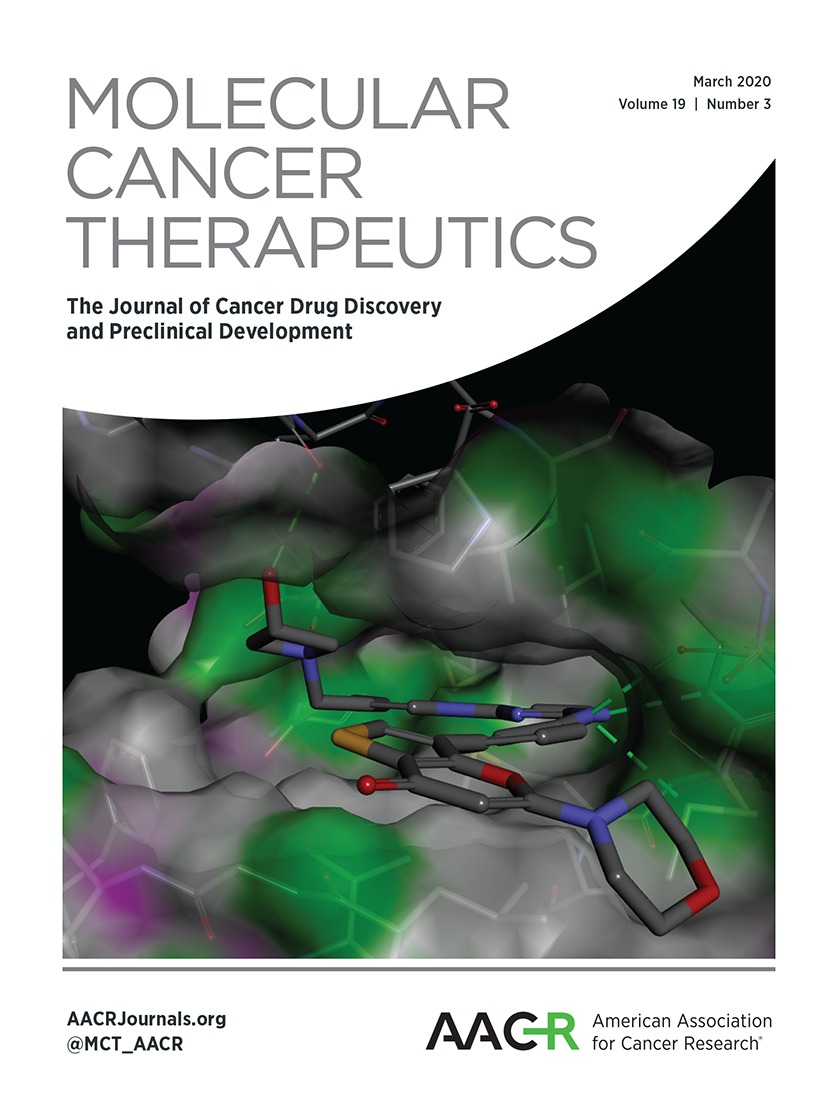 March 2020
Volume 19 | Number 3
MOLECULAR
CANCER
THERAPEUTICS
The Journal of Cancer Drug Discovery
and Preclinical Development
AACRJournals.org
@MCT_AACR
AACR
American Association
for Cancer Research®